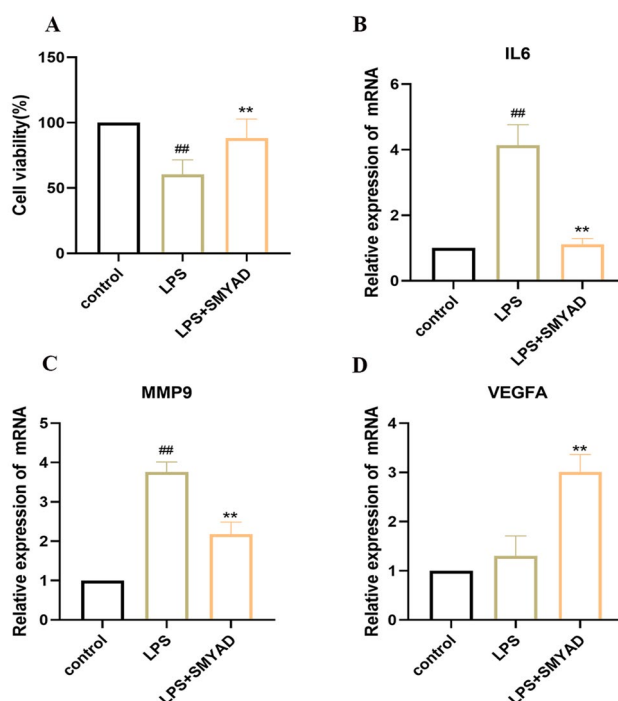 A
Cell viability(%)
150
100
50
0
##
**
control
LPS
LPS+SMYAD
B
IL6
Relative expression of mRNA
6
4
2
0
##
**
control
LPS
LPS+SMYAD
C
MMP9
Relative expression of mRNA
5
4
3
2
1
0
##
**
control
LPS
LPS+SMYAD
D
VEGFA
Relative expression of mRNA
4
3
2
1
0
**
control
LPS
LPS+SMYAD